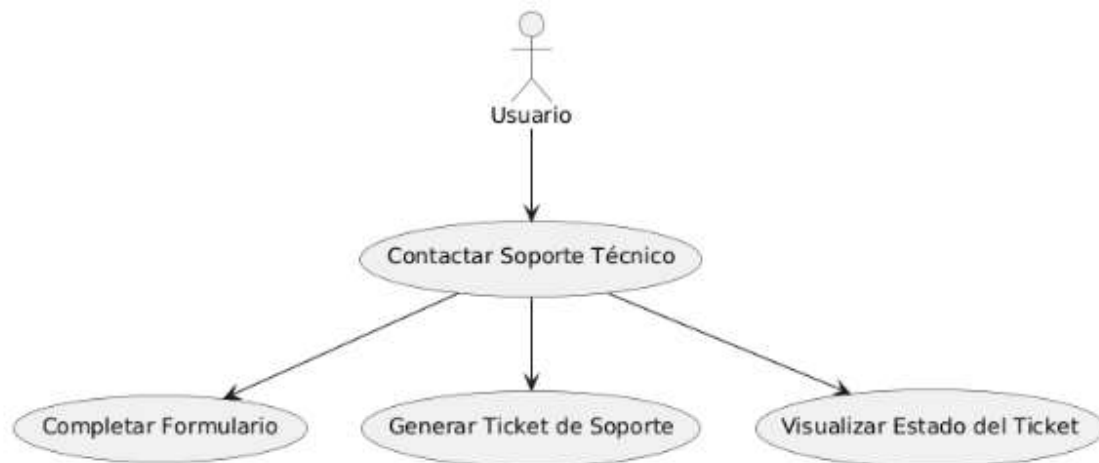 Usuario
Contactar Soporte Técnico
Completar Formulario
Generar Ticket de Soporte
Visualizar Estado del Ticket